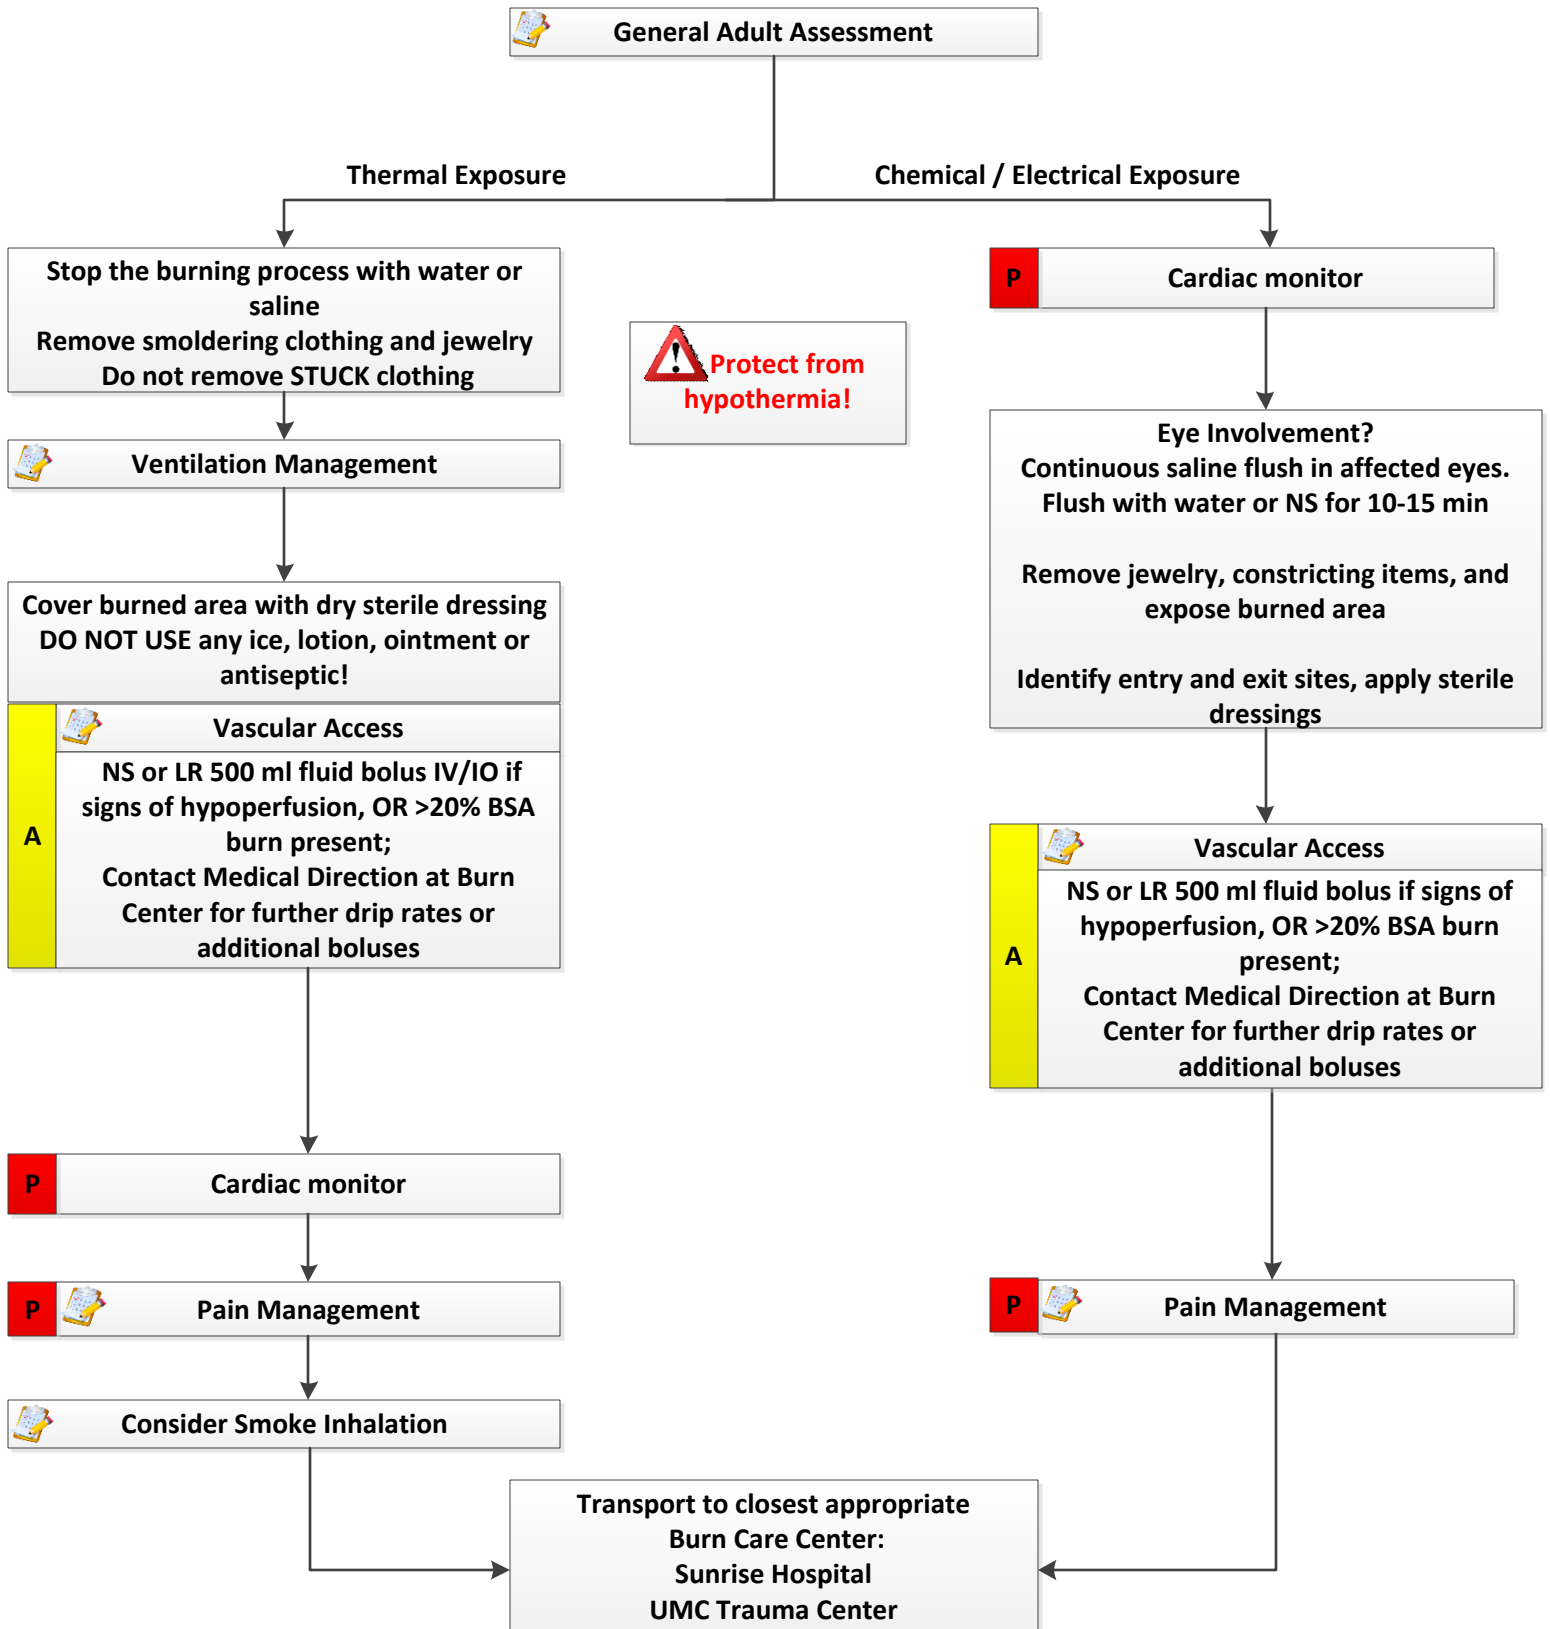 General Adult Assessment
Thermal Exposure
Chemical / Electrical Exposure
Stop the burning process with water or
saline
Remove smoldering clothing and jewelry
Do not remove STUCK clothing
P
Cardiac monitor
Protect from
hypothermia!
Ventilation Management
Eye Involvement?
Continuous saline flush in affected eyes.
Flush with water or NS for 10-15 min
Remove jewelry, constricting items, and
expose burned area
Identify entry and exit sites, apply sterile
dressings
Cover burned area with dry sterile dressing
DO NOT USE any ice, lotion, ointment or
antiseptic!
A
Vascular Access
NS or LR 500 ml fluid bolus IV/IO if
signs of hypoperfusion, OR >20% BSA
burn present;
Contact Medical Direction at Burn
Center for further drip rates or
additional boluses
A
Vascular Access
NS or LR 500 ml fluid bolus if signs of
hypoperfusion, OR >20% BSA burn
present;
Contact Medical Direction at Burn
Center for further drip rates or
additional boluses
P
Cardiac monitor
P
Pain Management
P
Pain Management
Consider Smoke Inhalation
Transport to closest appropriate
Burn Care Center:
Sunrise Hospital
UMC Trauma Center